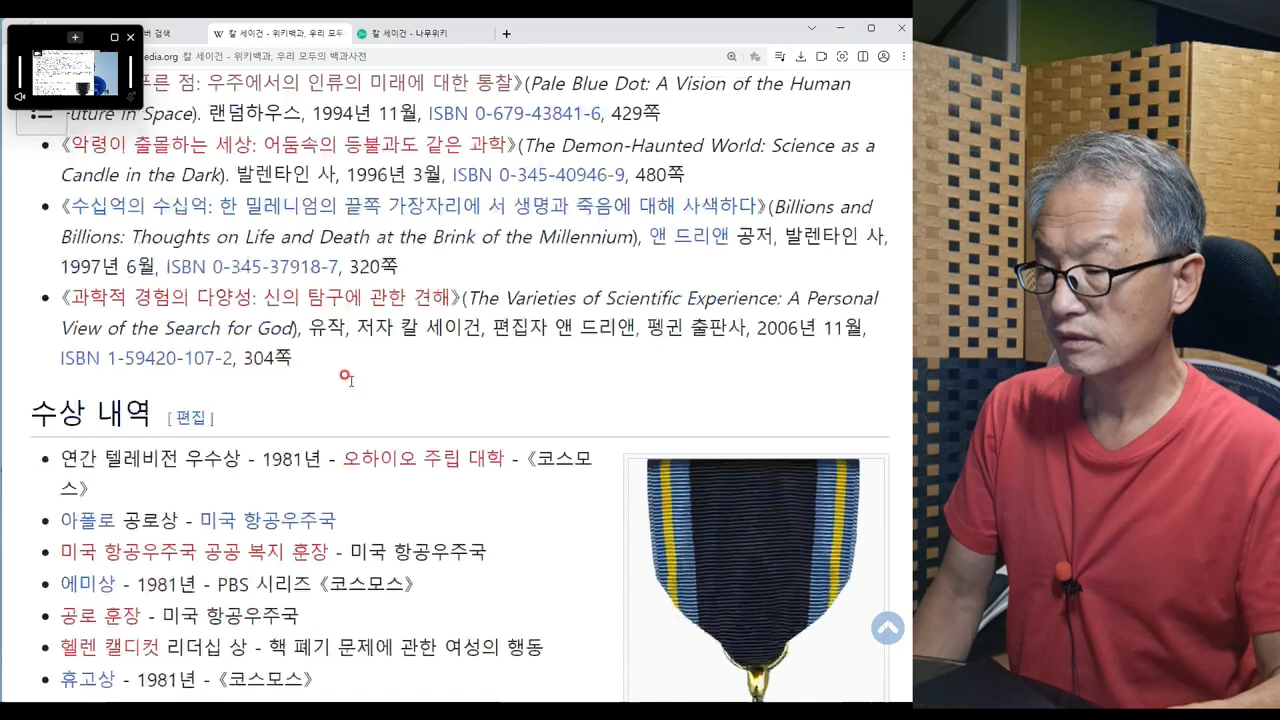 버 검색
칼 세이건 - 위키백과, 우리 모두
칼 세이건 - 나무위키
edia.org 칼 세이건 - 위키백과, 우리 모두의 백과사전
푸른 점: 우주에서의 인류의 미래에 대한 통찰》(Pale Blue Dot: A Vision of the Human
uture in Space). 랜덤하우스, 1994년 11월, ISBN 0-679-43841-6, 429쪽
《악령이 출몰하는 세상: 어둠속의 등불과도 같은 과학》(The Demon-Haunted World: Science as a
Candle in the Dark). 발렌타인 사, 1996년 3월, ISBN 0-345-40946-9, 480쪽
《수십억의 수십억: 한 밀레니엄의 끝쪽 가장자리에 서 생명과 죽음에 대해 사색하다》(Billions and
Billions: Thoughts on Life and Death at the Brink of the Millennium), 앤 드리앤 공저, 발렌타인 사,
1997년 6월, ISBN 0-345-37918-7, 320쪽
《과학적 경험의 다양성: 신의 탐구에 관한 견해》(The Varieties of Scientific Experience: A Personal
View of the Search for God), 유작, 저자 칼 세이건, 편집자 앤 드리앤, 펭귄 출판사, 2006년 11월,
ISBN 1-59420-107-2, 304쪽
수상 내역 [ 편집 ]
연간 텔레비전 우수상 - 1981년 - 오하이오 주립 대학 -《코스모
스》
아폴로 공로상 - 미국 항공우주국
미국 항공우주국 공공 복지 훈장 - 미국 항공우주국
에미상 - 1981년 - PBS 시리즈《코스모스》
공로 훈장 - 미국 항공우주국
헬렌 캘디컷 리더십 상 - 핵 폐기 문제에 관한 여성의 행동
휴고상 - 1981년 -《코스모스》